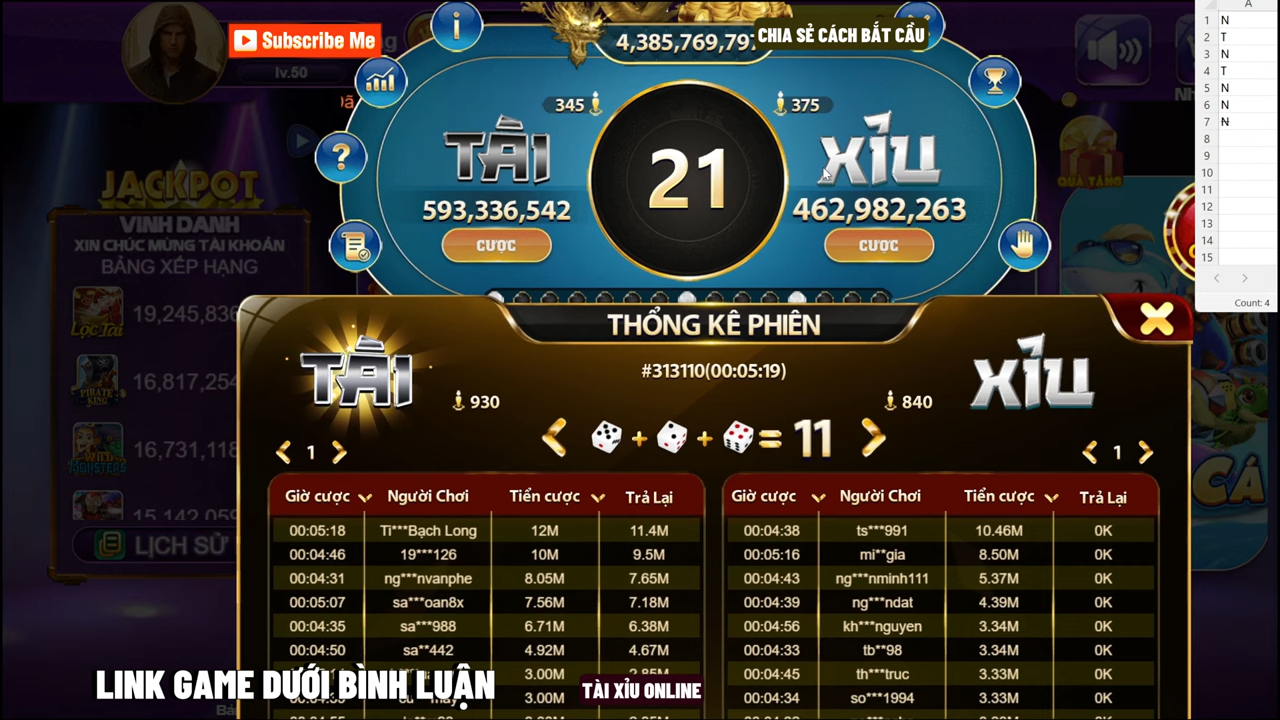 Subscribe Me
lv.50
4,385,769,797
CHIA SẺ CÁCH BẮT CẦU
345
375
TÀI
21
XỈU
593,336,542
462,982,263
CƯỢC
CƯỢC
QUÀ TẶNG
JACKPOT
VINH DANH
XIN CHÚC MỪNG TÀI KHOẢN
BẢNG XẾP HẠNG
19,245,836
16,817,254
16,731,118
15,142,059
LỊCH SỬ
A
1 N
2 T
3 N
4 T
5 N
6 N
7 N
8
9
10
11
12
13
14
15
Count: 4
THỐNG KÊ PHIÊN
TÀI
#313110(00:05:19)
XỈU
930
840
+ + = 11
1
1
Giờ cược Người Chơi Tiền cược Trả Lại
00:05:18 Ti***Bạch Long 12M 11.4M
00:04:46 19***126 10M 9.5M
00:04:31 ng***nvanphe 8.05M 7.65M
00:05:07 sa***oan8x 7.56M 7.18M
00:04:35 sa***988 6.71M 6.38M
00:04:50 sa**442 4.92M 4.67M
3.00M 2.85M
3.00M
Giờ cược Người Chơi Tiền cược Trả Lại
00:04:38 ts***991 10.46M 0K
00:05:16 mi**gia 8.50M 0K
00:04:43 ng***nminh111 5.37M 0K
00:04:39 ng***ndat 4.39M 0K
00:04:56 kh***nguyen 3.34M 0K
00:04:33 tb**98 3.34M 0K
00:04:45 th***truc 3.33M 0K
00:04:34 so***1994 3.33M 0K
LINK GAME DƯỚI BÌNH LUẬN
TÀI XỈU ONLINE